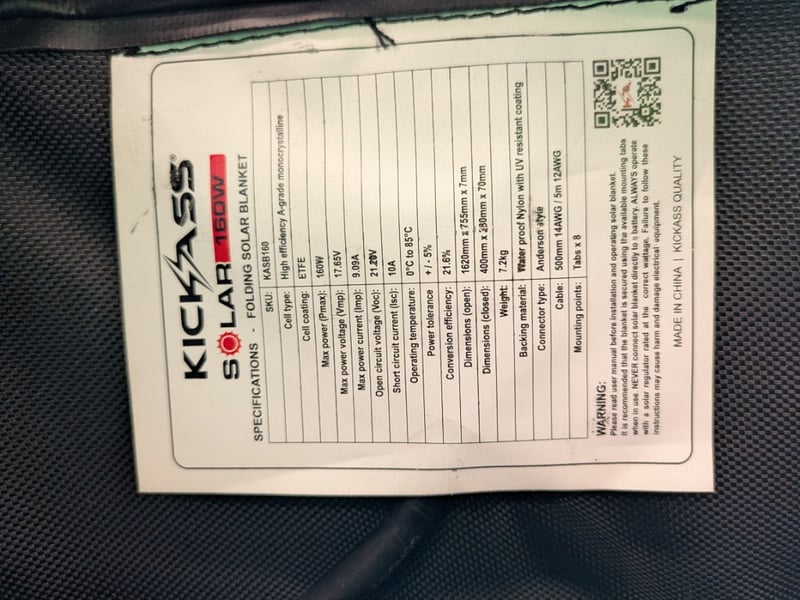 KICKASS®
SOLAR 160W
SPECIFICATIONS - FOLDING SOLAR BLANKET
SKU: KASB160
Cell type: High efficiency A-grade monocrystalline
Cell coating: ETFE
Max power (Pmax): 160W
Max power voltage (Vmp): 17.65V
Max power current (Imp): 9.09A
Open circuit voltage (Voc): 21.20V
Short circuit current (Isc): 10A
Operating temperature: 0°C to 85°C
Power tolerance +/- 5%
Conversion efficiency: 21.6%
Dimensions (open): 1620mm x 755mm x 7mm
Dimensions (closed): 400mm x 380mm x 70mm
Weight: 7.2kg
Backing material: Water proof Nylon with UV resistant coating
Connector type: Anderson style
Cable: 500mm 14AWG / 5m 12AWG
Mounting points: Tabs x 8
WARNING:
Please read user manual before installation and operating solar blanket.
It is recommended that the blanket is secured using the available mounting tabs
when in use. NEVER connect solar blanket directly to a battery. ALWAYS operate
with a solar regulator rated at the correct wattage. Failure to follow these
instructions may cause harm and damage electrical equipment.
MADE IN CHINA | KICKASS QUALITY